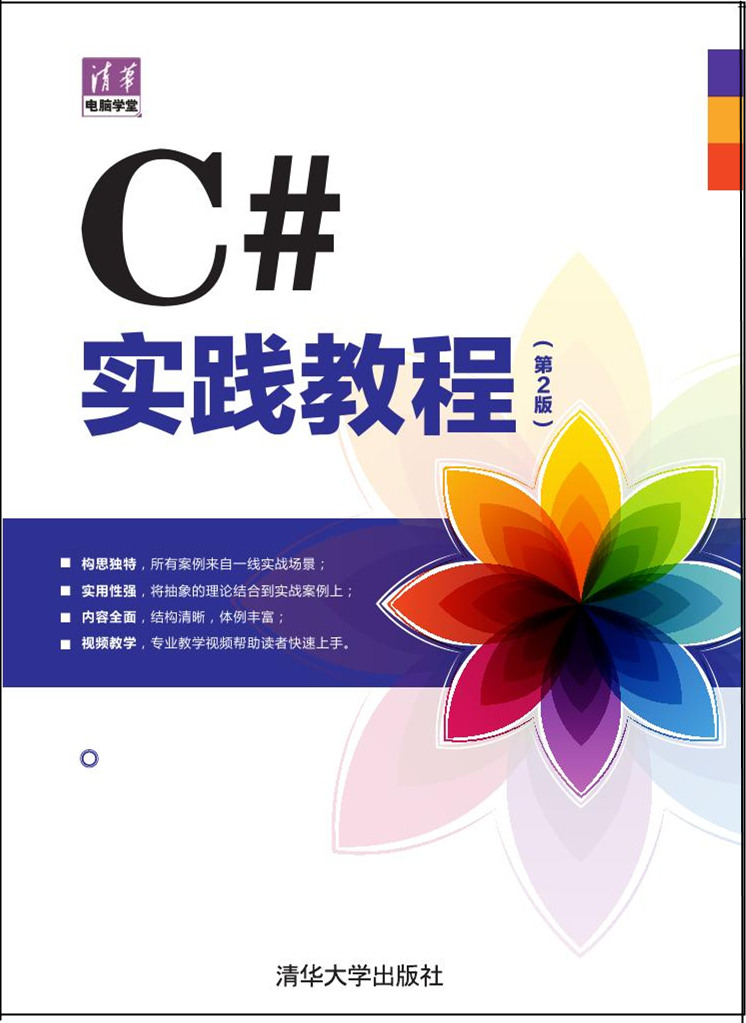 清华
电脑学堂
C#
实践教程
(第2版)
■ 构思独特，所有案例来自一线实战场景；
■ 实用性强，将抽象的理论结合到实战案例上；
■ 内容全面，结构清晰，体例丰富；
■ 视频教学，专业教学视频帮助读者快速上手。
清华大学出版社